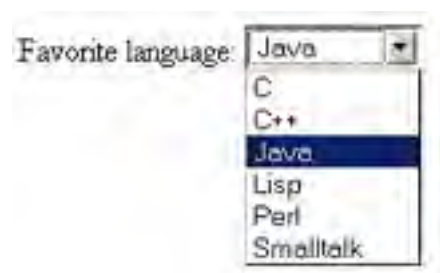 Favorite language: Java
C
C++
Java
Lisp
Perl
Smalltalk